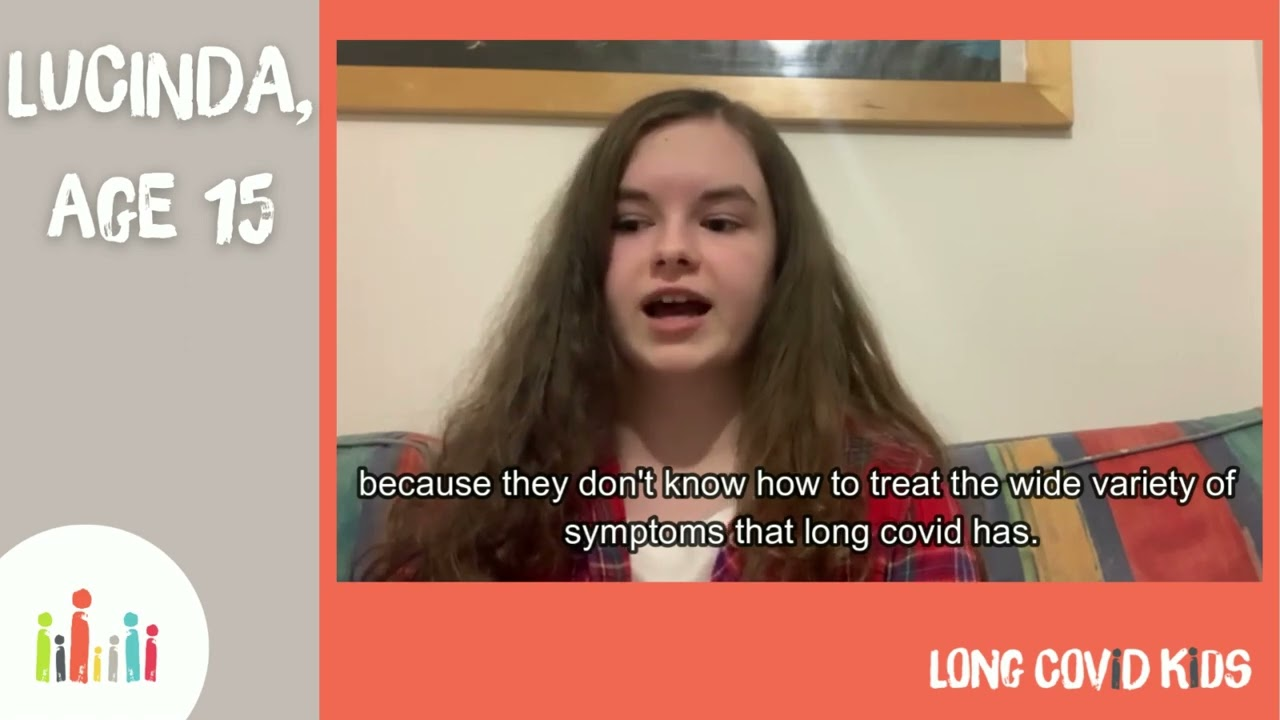 LUCINDA,
AGE 15
because they don't know how to treat the wide variety of
symptoms that long covid has.
LONG COViD KiDS